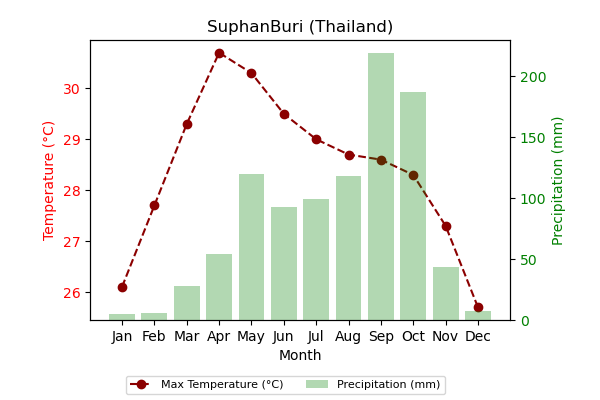 SuphanBuri (Thailand)
Temperature (°C)
30
29
28
27
26
200
150
100
50
0
Precipitation (mm)
Jan Feb Mar Apr May Jun Jul Aug Sep Oct Nov Dec
Month
Max Temperature (°C) Precipitation (mm)